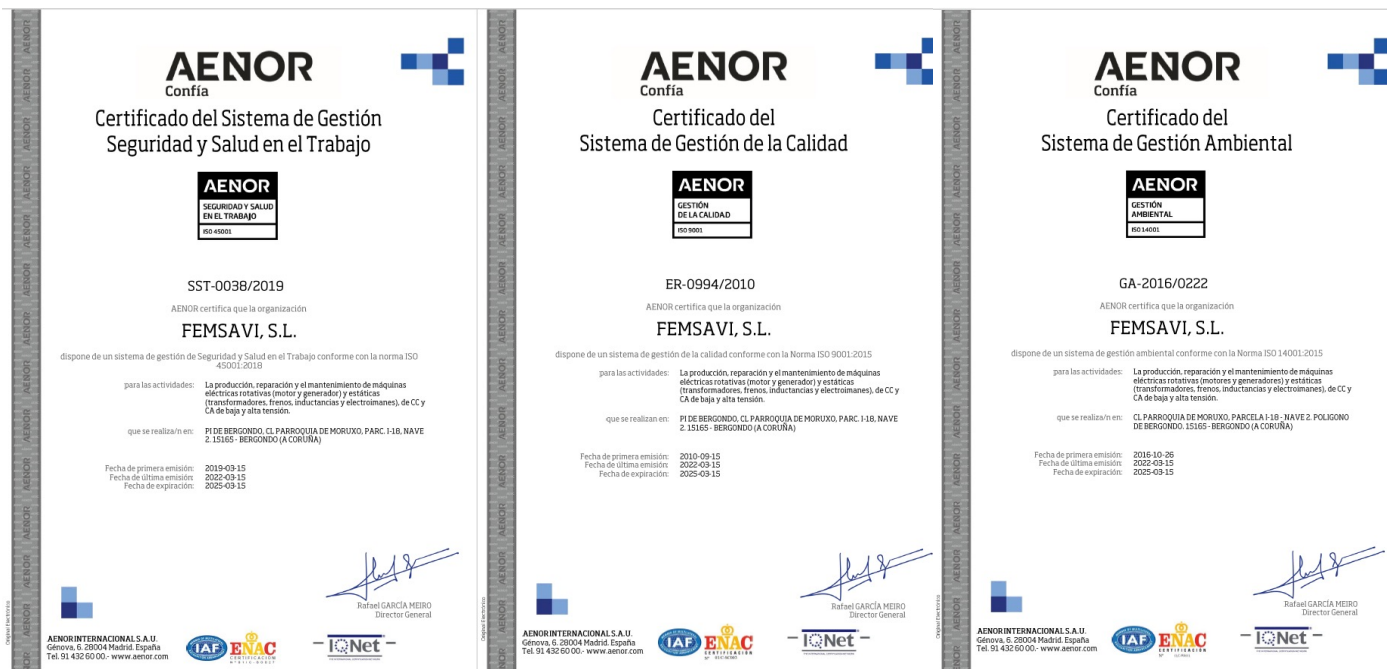 AENOR
Confía
Certificado del Sistema de Gestión
Seguridad y Salud en el Trabajo
AENOR
SEGURIDAD Y SALUD
EN EL TRABAJO
ISO 45001
SST-0038/2019
AENOR certifica que la organización
FEMSAVI, S.L.
dispone de un sistema de gestión de Seguridad y Salud en el Trabajo conforme con la norma ISO
45001:2018
para las actividades: La producción, reparación y el mantenimiento de máquinas
eléctricas rotativas (motor y generador) y estáticas
(transformadores, frenos, inductancias y electroimanes), de CC y
CA de baja y alta tensión.
que se realiza/n en: PI DE BERGONDO, CL PARROQUIA DE MORUXO, PARC. I-18, NAVE
2. 15165 - BERGONDO (A CORUÑA)
Fecha de primera emisión: 2019-03-15
Fecha de última emisión: 2022-03-15
Fecha de expiración: 2025-03-15
Rafael GARCÍA MEIRO
Director General
Original Electrónico
AENOR INTERNACIONAL S.A.U.
Génova, 6. 28004 Madrid. España
Tel. 91 432 60 00.- www.aenor.com
IAF
ENAC
CERTIFICACIÓN
IQNet
AENOR
Confía
Certificado del
Sistema de Gestión de la Calidad
AENOR
GESTIÓN
DE LA CALIDAD
ISO 9001
ER-0994/2010
AENOR certifica que la organización
FEMSAVI, S.L.
dispone de un sistema de gestión de la calidad conforme con la Norma ISO 9001:2015
para las actividades: La producción, reparación y el mantenimiento de máquinas
eléctricas rotativas (motor y generador) y estáticas
(transformadores, frenos, inductancias y electroimanes), de CC y
CA de baja y alta tensión.
que se realizan en: PI DE BERGONDO, CL PARROQUIA DE MORUXO, PARC. I-18, NAVE
2. 15165 - BERGONDO (A CORUÑA)
Fecha de primera emisión: 2010-09-15
Fecha de última emisión: 2022-03-15
Fecha de expiración: 2025-03-15
Rafael GARCÍA MEIRO
Director General
Original Electrónico
AENOR INTERNACIONAL S.A.U.
Génova, 6. 28004 Madrid. España
Tel. 91 432 60 00.- www.aenor.com
IAF
ENAC
CERTIFICACIÓN
IQNet
AENOR
Confía
Certificado del
Sistema de Gestión Ambiental
AENOR
GESTIÓN
AMBIENTAL
ISO 14001
GA-2016/0222
AENOR certifica que la organización
FEMSAVI, S.L.
dispone de un sistema de gestión ambiental conforme con la Norma ISO 14001:2015
para las actividades: La producción, reparación y el mantenimiento de máquinas
eléctricas rotativas (motores y generadores) y estáticas
(transformadores, frenos, inductancias y electroimanes), de CC y
CA de baja y alta tensión.
que se realiza/n en: CL PARROQUIA DE MORUXO, PARCELA I-18 - NAVE 2. POLIGONO
DE BERGONDO. 15165 - BERGONDO (A CORUÑA)
Fecha de primera emisión: 2016-10-26
Fecha de última emisión: 2022-03-15
Fecha de expiración: 2025-03-15
Rafael GARCÍA MEIRO
Director General
Original Electrónico
AENOR INTERNACIONAL S.A.U.
Génova, 6. 28004 Madrid. España
Tel. 91 432 60 00.- www.aenor.com
IAF
ENAC
CERTIFICACIÓN
IQNet